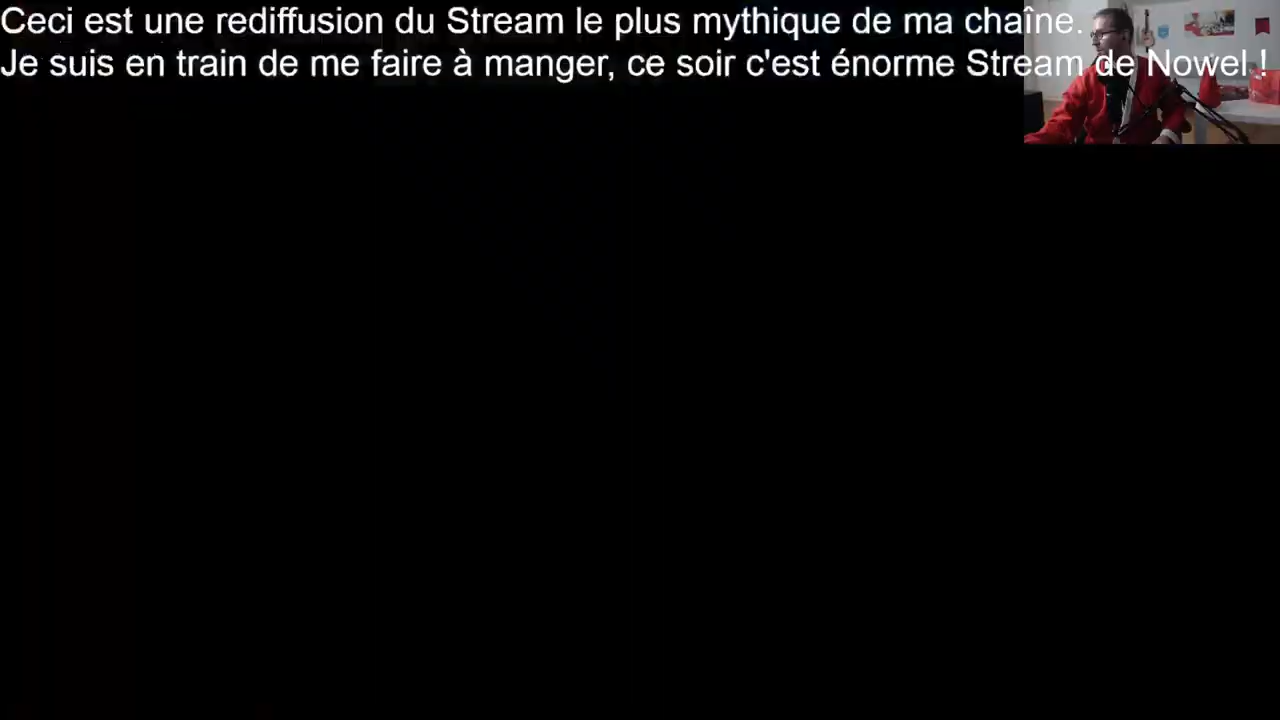 Ceci est une rediffusion du Stream le plus mythique de ma chaîne.
Je suis en train de me faire à manger, ce soir c'est énorme Stream de Nowel !